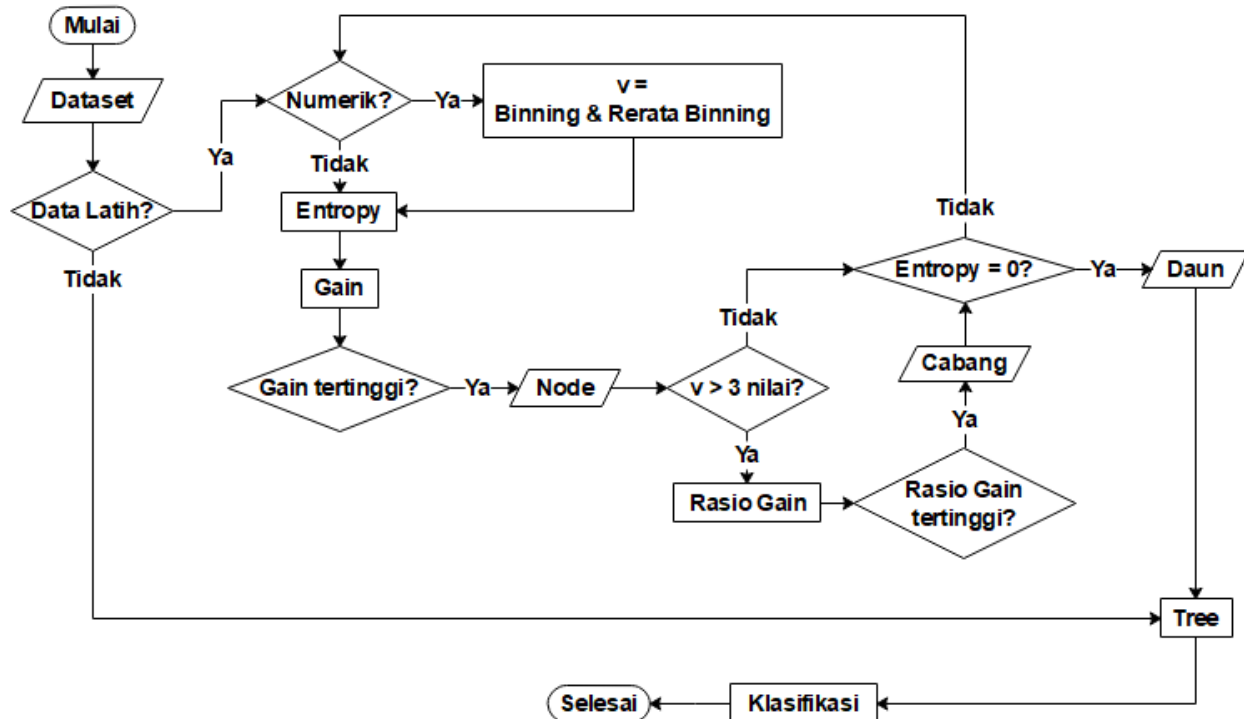 Mulai
Dataset
Data Latih?
Ya
Tidak
Numerik?
Ya
v =
Binning & Rerata Binning
Tidak
Entropy
Gain
Gain tertinggi?
Ya
Node
v > 3 nilai?
Tidak
Ya
Rasio Gain
Rasio Gain
tertinggi?
Ya
Cabang
Entropy = 0?
Tidak
Ya
Daun
Tree
Klasifikasi
Selesai